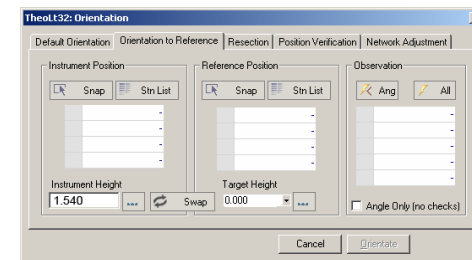 TheoLt32: Orientation
Default Orientation Orientation to Reference Resection Position Verification Network Adjustment
Instrument Position Reference Position Observation
Snap Stn List Snap Stn List Ang All
- - -
- - -
- - -
- - -
Instrument Height Target Height
1.540 ... Swap 0.000 ... Angle Only (no checks)
Cancel Orientate